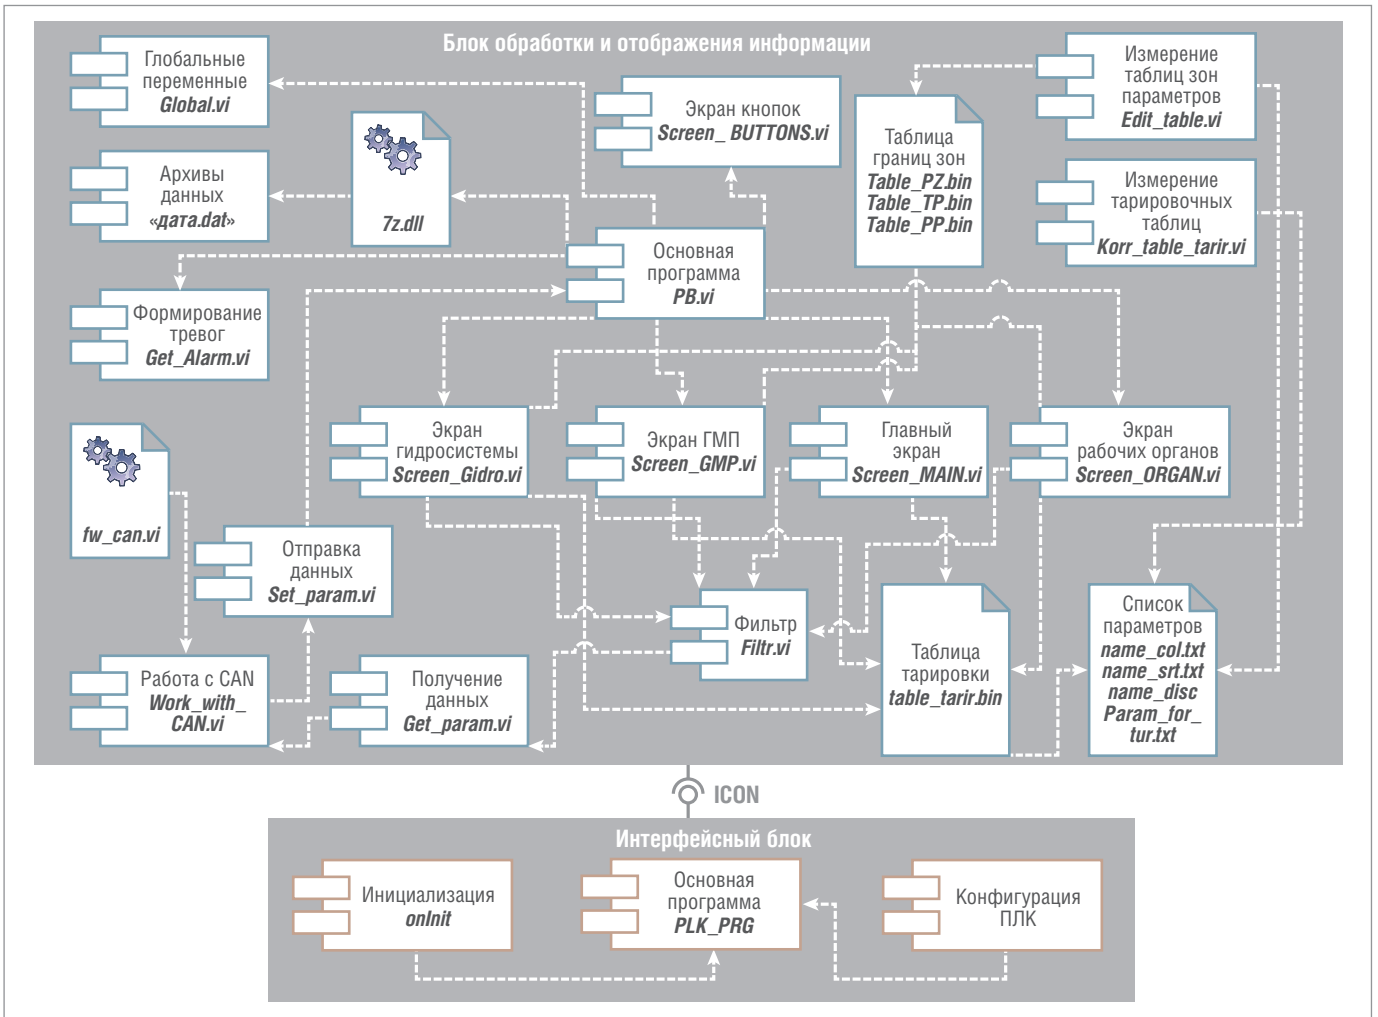 Блок обработки и отображения информации
Глобальные
переменные
Global.vi
Архивы
данных
«дата.dat»
7z.dll
Формирование
тревог
Get_Alarm.vi
Экран кнопок
Screen_ BUTTONS.vi
Основная
программа
PB.vi
Таблица
границ зон
Table_PZ.bin
Table_TP.bin
Table_PP.bin
Измерение
таблиц зон
параметров
Edit_table.vi
Измерение
тарировочных
таблиц
Korr_table_tarir.vi
fw_can.vi
Экран
гидросистемы
Screen_Gidro.vi
Экран ГМП
Screen_GMP.vi
Главный
экран
Screen_MAIN.vi
Экран
рабочих органов
Screen_ORGAN.vi
Отправка
данных
Set_param.vi
Работа с CAN
Work_with_
CAN.vi
Получение
данных
Get_param.vi
Фильтр
Filtr.vi
Таблица
тарировки
table_tarir.bin
Список
параметров
name_col.txt
name_srt.txt
name_disc
Param_for_
tur.txt
ICON
Интерфейсный блок
Инициализация
onInit
Основная
программа
PLK_PRG
Конфигурация
ПЛК